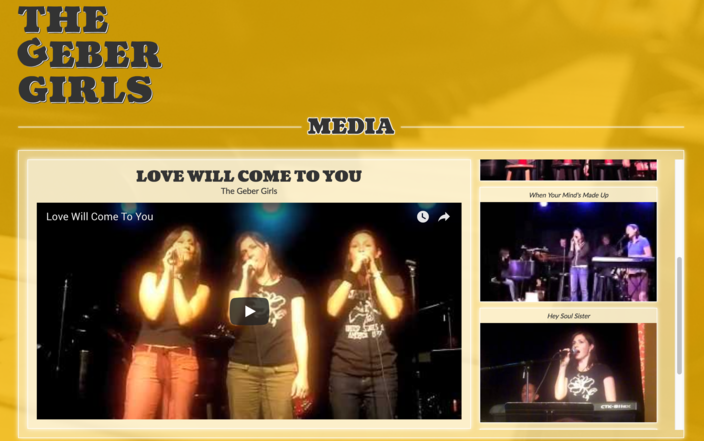 THE
GEBER
GIRLS
MEDIA
LOVE WILL COME TO YOU
The Geber Girls
Love Will Come To You
When Your Mind's Made Up
Hey Soul Sister